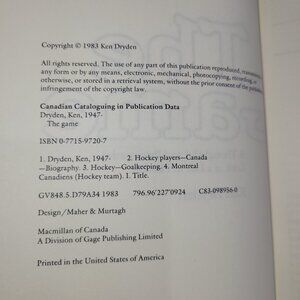 Copyright © 1983 Ken Dryden
All rights reserved. The use of any part of this publication reproduced,
any form or by any means, electronic, mechanical, photocopying, recording, or
otherwise, or stored in a retrieval system, without the prior consent of the
infringement of the copyright law.
Canadian Cataloguing in Publication Data
Dryden, Ken, 1947-
The game
ISBN 0-7715-9720-7
1. Dryden, Ken, 1947- 2. Hockey players—Canada
—Biography. 3. Hockey—Goalkeeping. 4. Montreal
Canadiens (Hockey team). I. Title.
GV848.5.D79A34 1983 796.96'227'0924 C83-098956-0
Design/Maher & Murtagh
Macmillan of Canada
A Division of Gage Publishing Limited
Printed in the United States of America